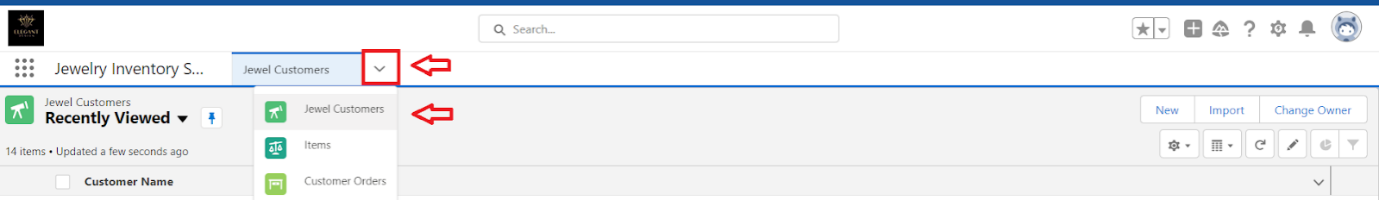 ELEGANT
Search...
Jewelry Inventory S...
Jewel Customers
Jewel Customers
Recently Viewed
New
Import
Change Owner
14 items • Updated a few seconds ago
Customer Name
Jewel Customers
Items
Customer Orders